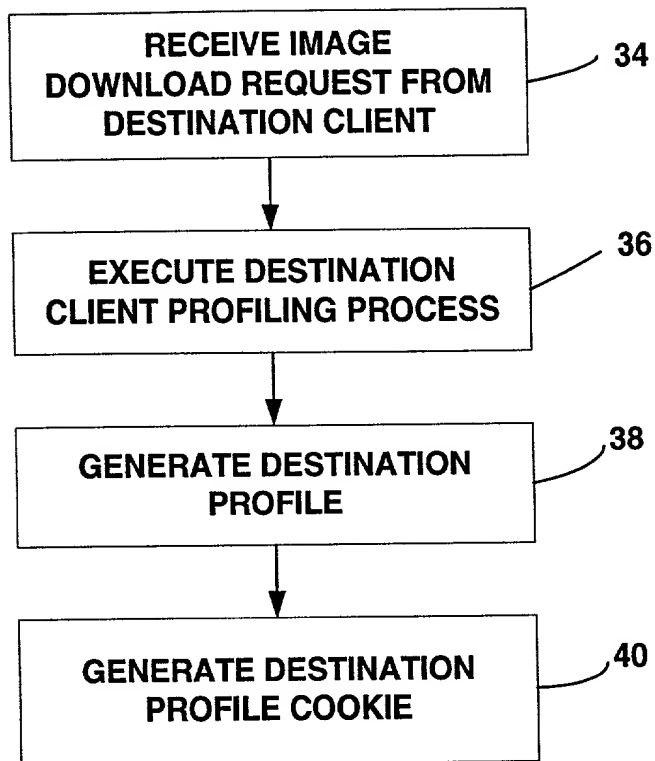 RECEIVE IMAGE
DOWNLOAD REQUEST FROM
DESTINATION CLIENT
34
EXECUTE DESTINATION
CLIENT PROFILING PROCESS
36
GENERATE DESTINATION
PROFILE
38
GENERATE DESTINATION
PROFILE COOKIE
40